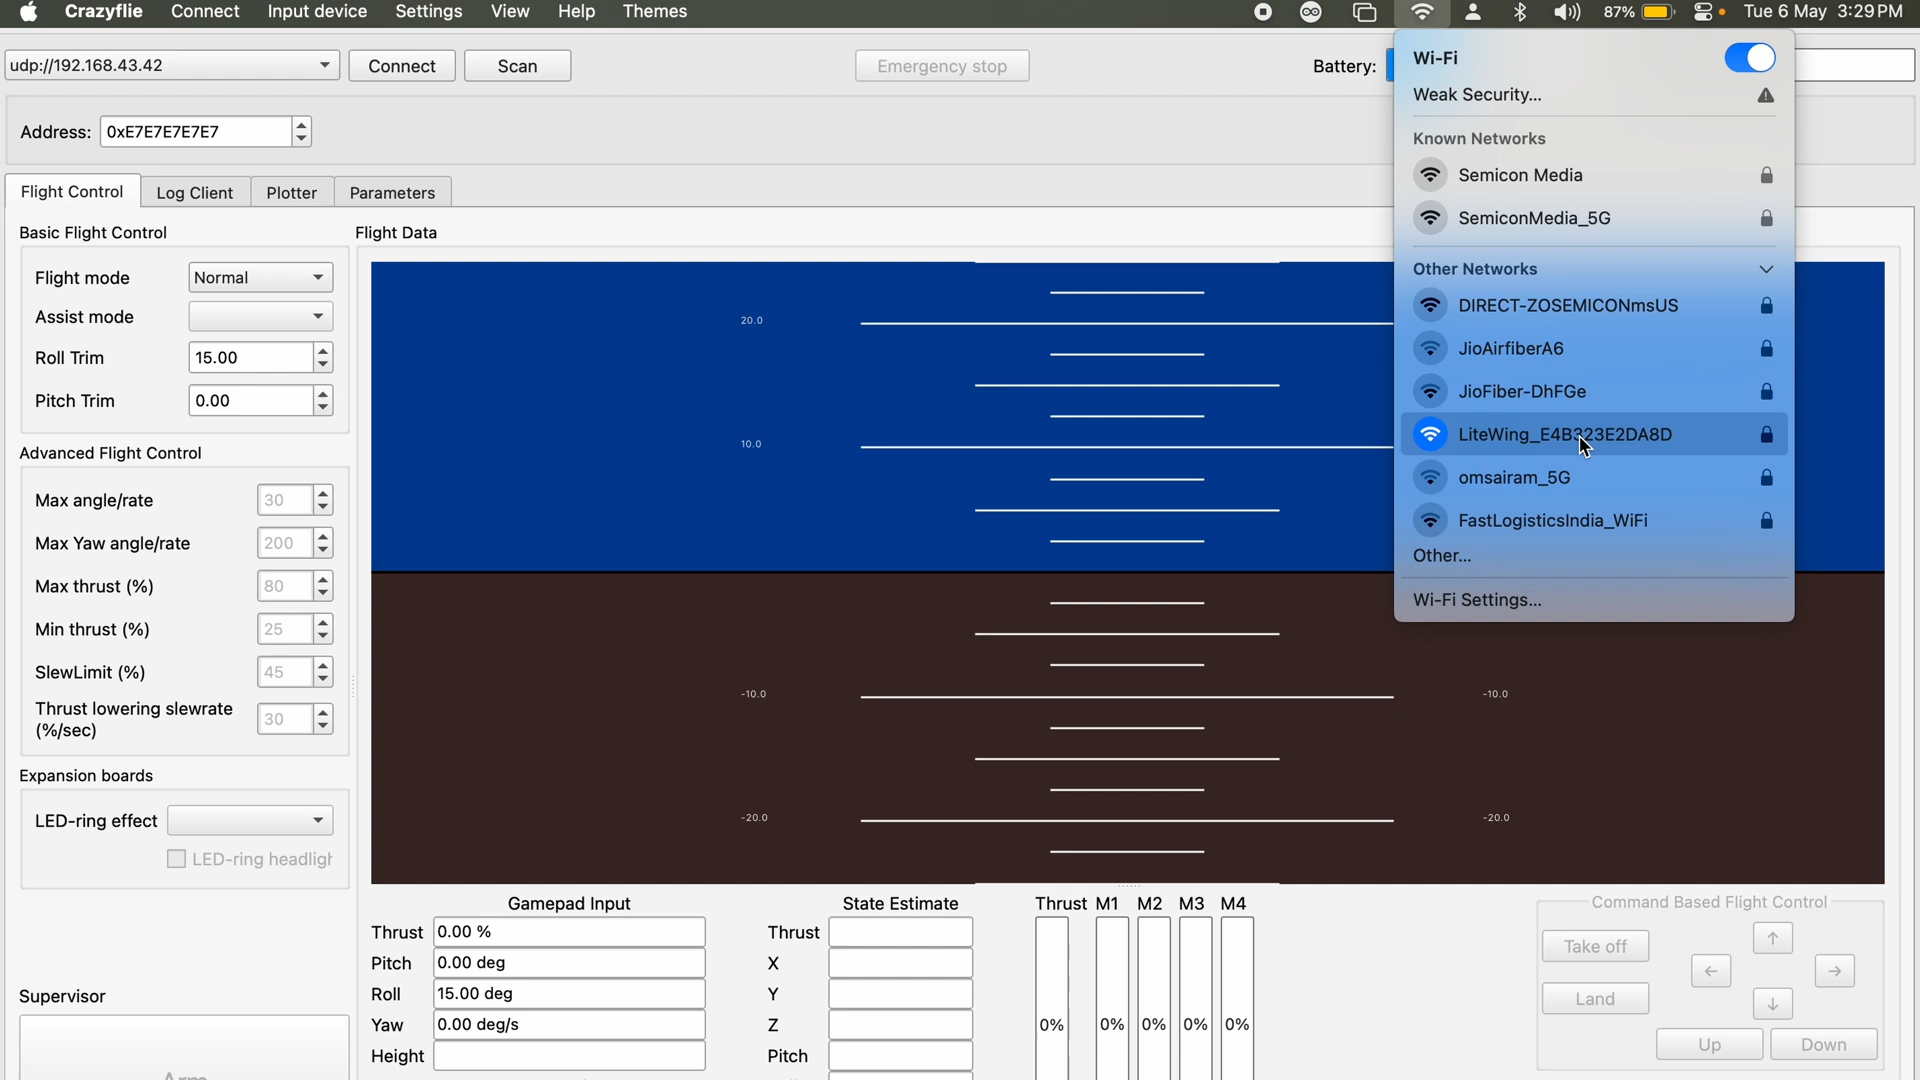 Crazyflie Connect Input device Settings View Help Themes 87% Tue 6 May 3:29 PM
udp://192.168.43.42 Connect Scan Emergency stop Battery:
Address: 0xE7E7E7E7E7
Flight Control Log Client Plotter Parameters
Basic Flight Control
Flight mode Normal
Assist mode
Roll Trim 15.00
Pitch Trim 0.00
Advanced Flight Control
Max angle/rate 30
Max Yaw angle/rate 200
Max thrust (%) 80
Min thrust (%) 25
SlewLimit (%) 45
Thrust lowering slewrate
(%/sec) 30
Expansion boards
LED-ring effect
LED-ring headligh
Supervisor
Flight Data
20.0
10.0
-10.0 -10.0
-20.0 -20.0
Wi-Fi
Weak Security...
Known Networks
Semicon Media
SemiconMedia_5G
Other Networks
DIRECT-ZOSEMICONmsUS
JioAirfiberA6
JioFiber-DhFGe
LiteWing_E4B323E2DA8D
omsairam_5G
FastLogisticsIndia_WiFi
Other...
Wi-Fi Settings...
Gamepad Input
Thrust 0.00 %
Pitch 0.00 deg
Roll 15.00 deg
Yaw 0.00 deg/s
Height
State Estimate
Thrust
X
Y
Z
Pitch
Thrust M1 M2 M3 M4
0% 0% 0% 0% 0%
Command Based Flight Control
Take off
Land
Up Down